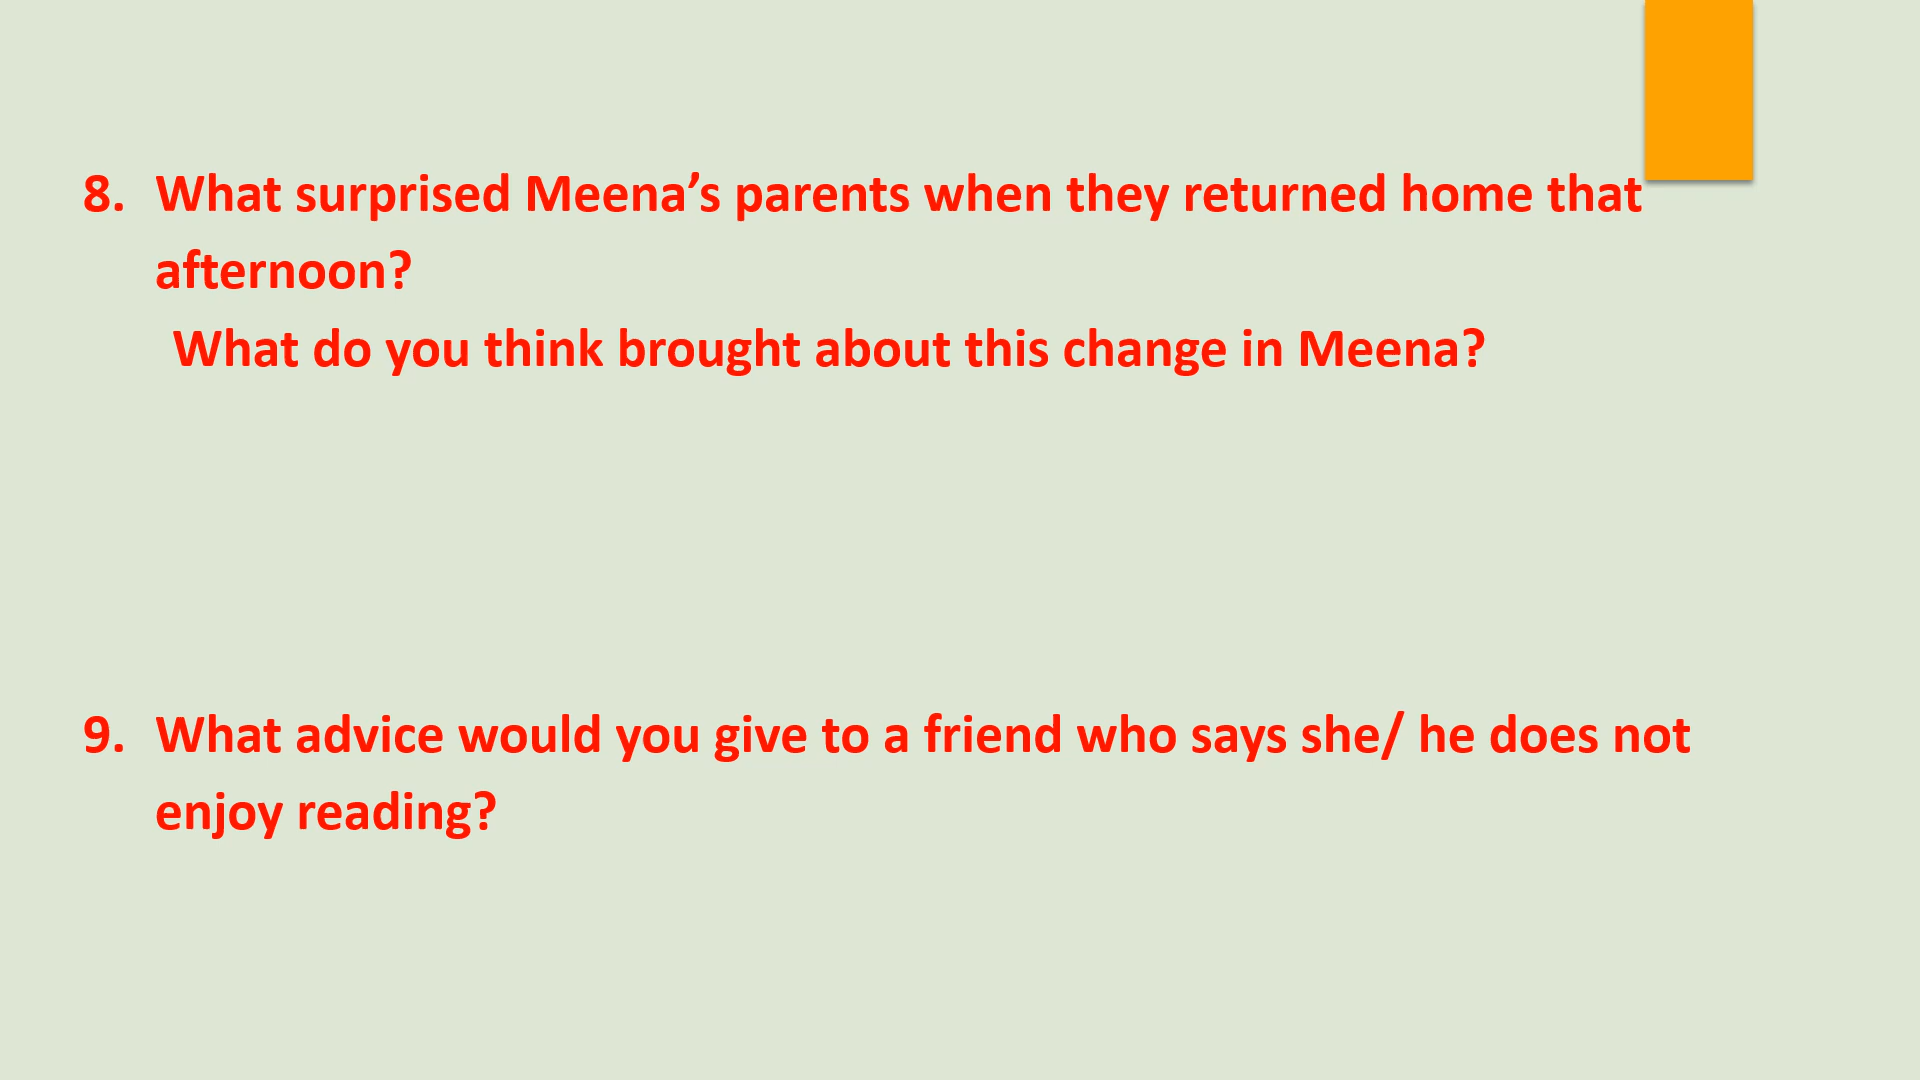 8. What surprised Meena’s parents when they returned home that
afternoon?
What do you think brought about this change in Meena?
9. What advice would you give to a friend who says she/ he does not
enjoy reading?